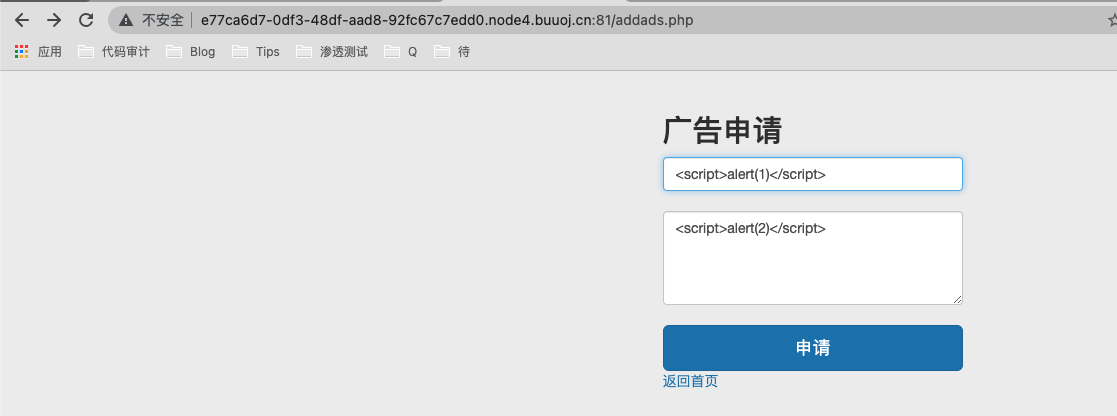 不安全 e77ca6d7-0df3-48df-aad8-92fc67c7edd0.node4.buuoj.cn:81/addads.php
应用 代码审计 Blog Tips 渗透测试 Q 待
广告申请
<script>alert(1)</script>
<script>alert(2)</script>
申请
返回首页